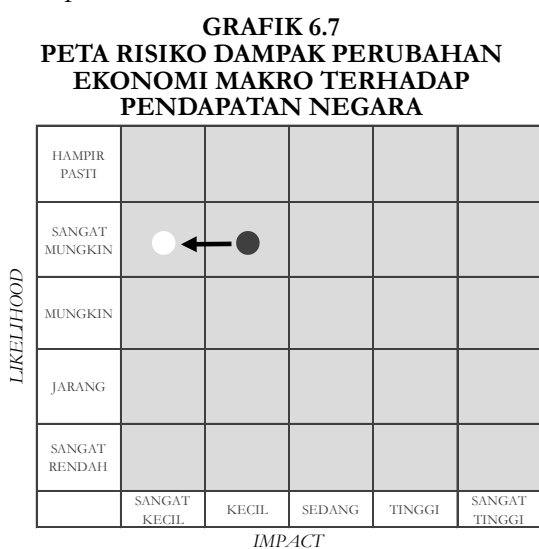 GRAFIK 6.7
PETA RISIKO DAMPAK PERUBAHAN
EKONOMI MAKRO TERHADAP
PENDAPATAN NEGARA
LIKELIHOOD
HAMPIR
PASTI
SANGAT
MUNGKIN
MUNGKIN
JARANG
SANGAT
RENDAH
SANGAT
KECIL
KECIL
SEDANG
TINGGI
SANGAT
TINGGI
IMPACT